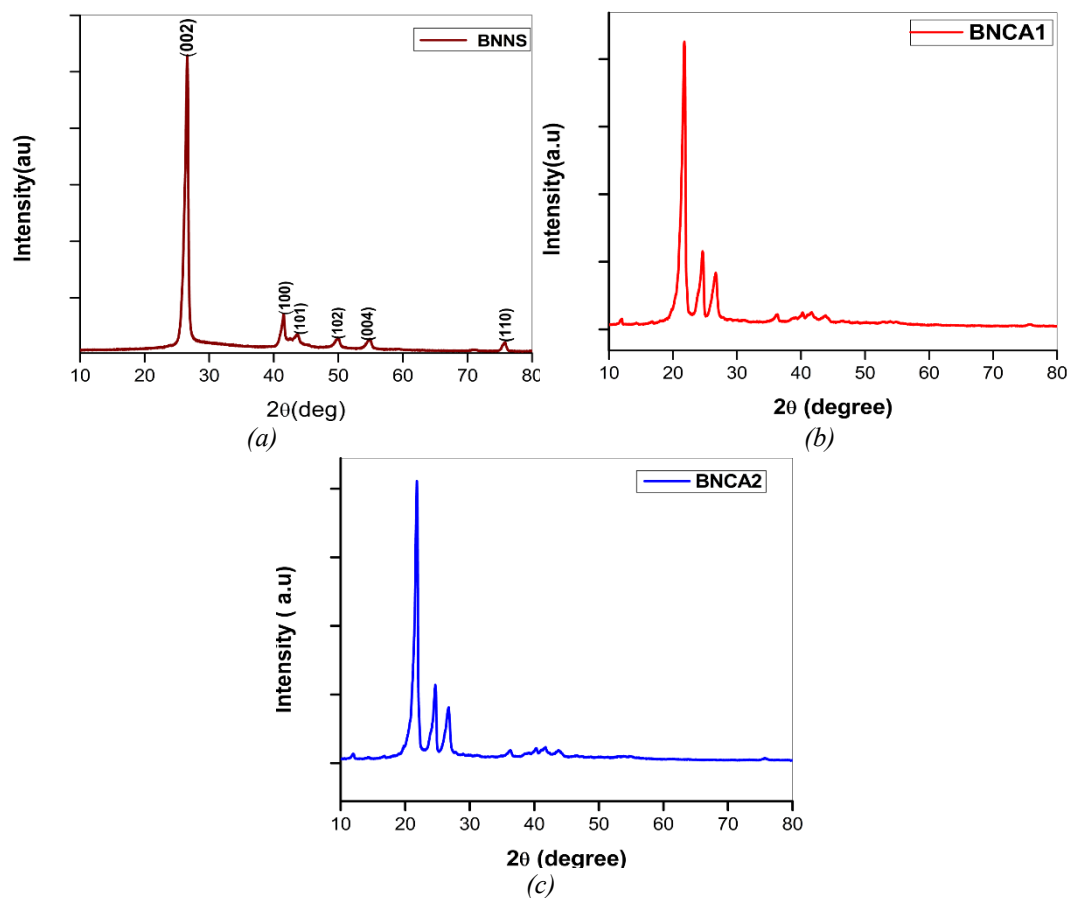 BNNS
(002)
(100)
(101)
(102)
(004)
(110)
Intensity(au)
10 20 30 40 50 60 70 80
2θ(deg)
(a)
BNCA1
Intensity(a.u)
10 20 30 40 50 60 70 80
2θ (degree)
(b)
BNCA2
Intensity ( a.u)
10 20 30 40 50 60 70 80
2θ (degree)
(c)